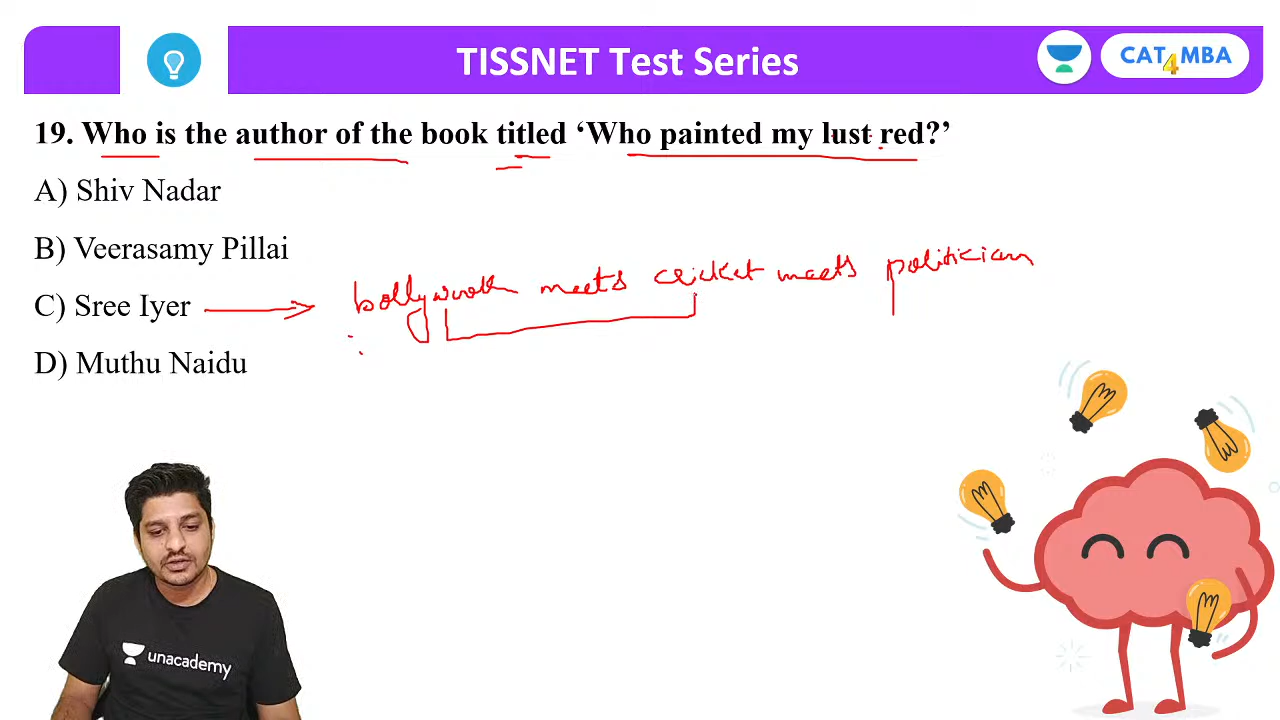 TISSNET Test Series
CAT4MBA
19. Who is the author of the book titled ‘Who painted my lust red?’
A) Shiv Nadar
B) Veerasamy Pillai
C) Sree Iyer
bollywood meets cricket meets politician
D) Muthu Naidu
unacademy